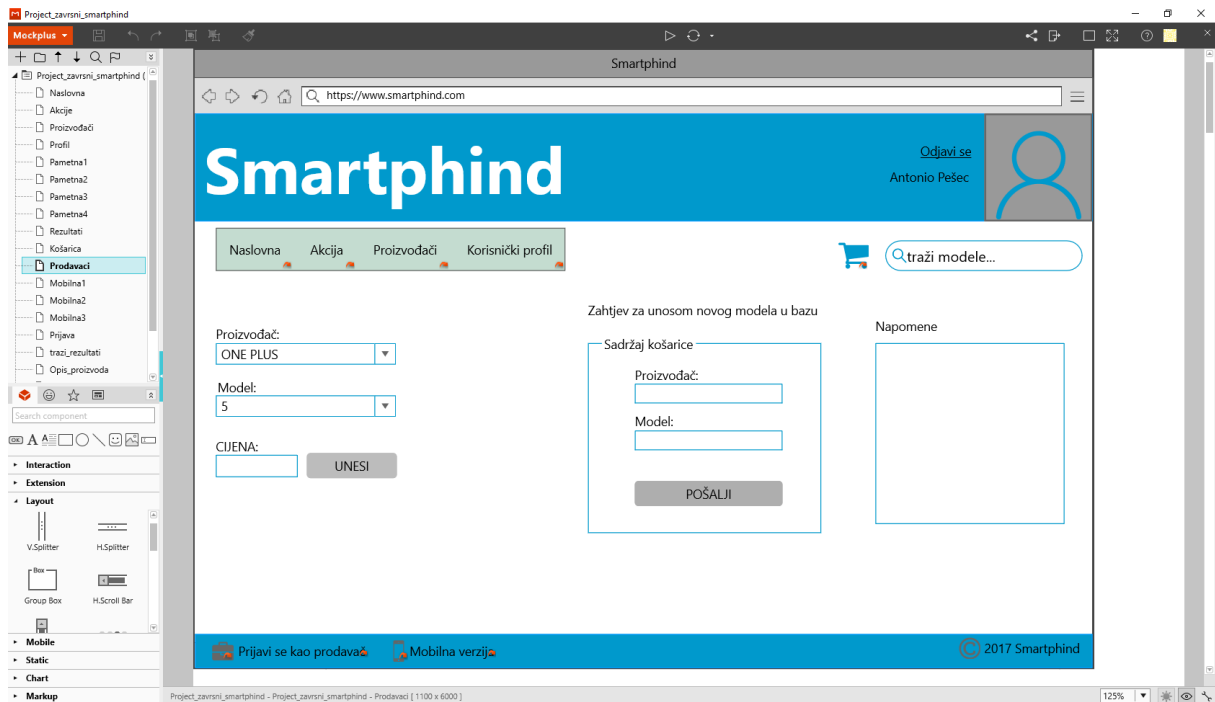 Project_zavrsni_smartphind
Mockplus
Smartphind
Project_zavrsni_smartphind (
Naslovna
Akcije
Proizvođači
Profil
Pametna1
Pametna2
Pametna3
Pametna4
Rezultati
Košarica
Prodavaci
Mobilna1
Mobilna2
Mobilna3
Prijava
trazi_rezultati
Opis_proizvoda
Search component
OK
Interaction
Extension
Layout
V.Splitter H.Splitter
Box
Group Box H.Scroll Bar
Mobile
Static
Chart
Markup
https://www.smartphind.com
Smartphind
Odjavi se
Antonio Pešec
Naslovna Akcija Proizvođači Korisnički profil
traži modele...
Proizvođač:
ONE PLUS
Model:
5
CIJENA:
UNESI
Zahtjev za unosom novog modela u bazu
Sadržaj košarice
Proizvođač:
Model:
POŠALJI
Napomene
Prijavi se kao prodavač Mobilna verzija
© 2017 Smartphind
Project_zavrsni_smartphind - Project_zavrsni_smartphind - Prodavaci [ 1100 x 6000 ]
125%